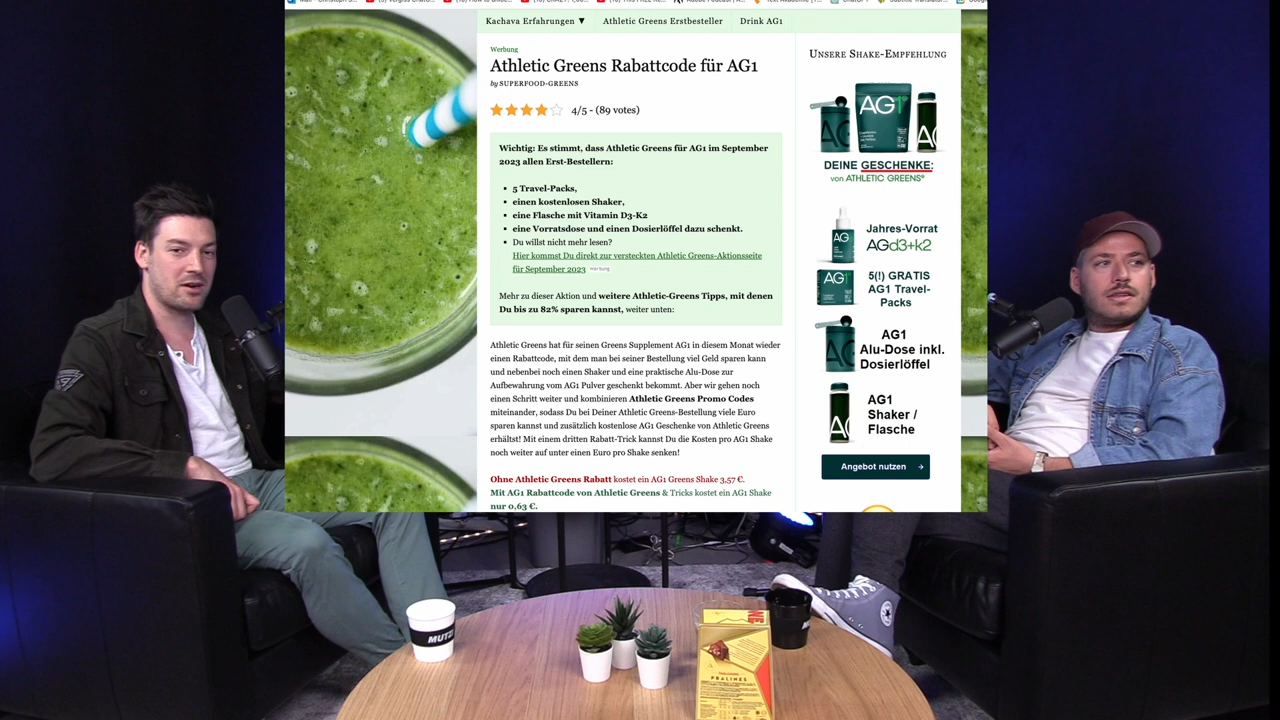 Kachava Erfahrungen ▼ Athletic Greens Erstbesteller Drink AG1
Werbung
Athletic Greens Rabattcode für AG1
by SUPERFOOD-GREENS
4/5 - (89 votes)
Wichtig: Es stimmt, dass Athletic Greens für AG1 im September
2023 allen Erst-Bestellern:
5 Travel-Packs,
einen kostenlosen Shaker,
eine Flasche mit Vitamin D3-K2
eine Vorratsdose und einen Dosierlöffel dazu schenkt.
Du willst nicht mehr lesen?
Hier kommst Du direkt zur versteckten Athletic Greens-Aktionsseite
für September 2023 Werbung
Mehr zu dieser Aktion und weitere Athletic-Greens Tipps, mit denen
Du bis zu 82% sparen kannst, weiter unten:
Athletic Greens hat für seinen Greens Supplement AG1 in diesem Monat wieder
einen Rabattcode, mit dem man bei seiner Bestellung viel Geld sparen kann
und nebenbei noch einen Shaker und eine praktische Alu-Dose zur
Aufbewahrung vom AG1 Pulver geschenkt bekommt. Aber wir gehen noch
einen Schritt weiter und kombinieren Athletic Greens Promo Codes
miteinander, sodass Du bei Deiner Athletic Greens-Bestellung viele Euro
sparen kannst und zusätzlich kostenlose AG1 Geschenke von Athletic Greens
erhältst! Mit einem dritten Rabatt-Trick kannst Du die Kosten pro AG1 Shake
noch weiter auf unter einen Euro pro Shake senken!
Ohne Athletic Greens Rabatt kostet ein AG1 Greens Shake 3,57 €.
Mit AG1 Rabattcode von Athletic Greens & Tricks kostet ein AG1 Shake
nur 0,63 €.
Unsere Shake-Empfehlung
AG1
DEINE GESCHENKE:
von ATHLETIC GREENS®
Jahres-Vorrat
AGd3+k2
5(!) GRATIS
AG1 Travel-
Packs
AG1
Alu-Dose inkl.
Dosierlöffel
AG1
Shaker /
Flasche
Angebot nutzen →
PRALINES